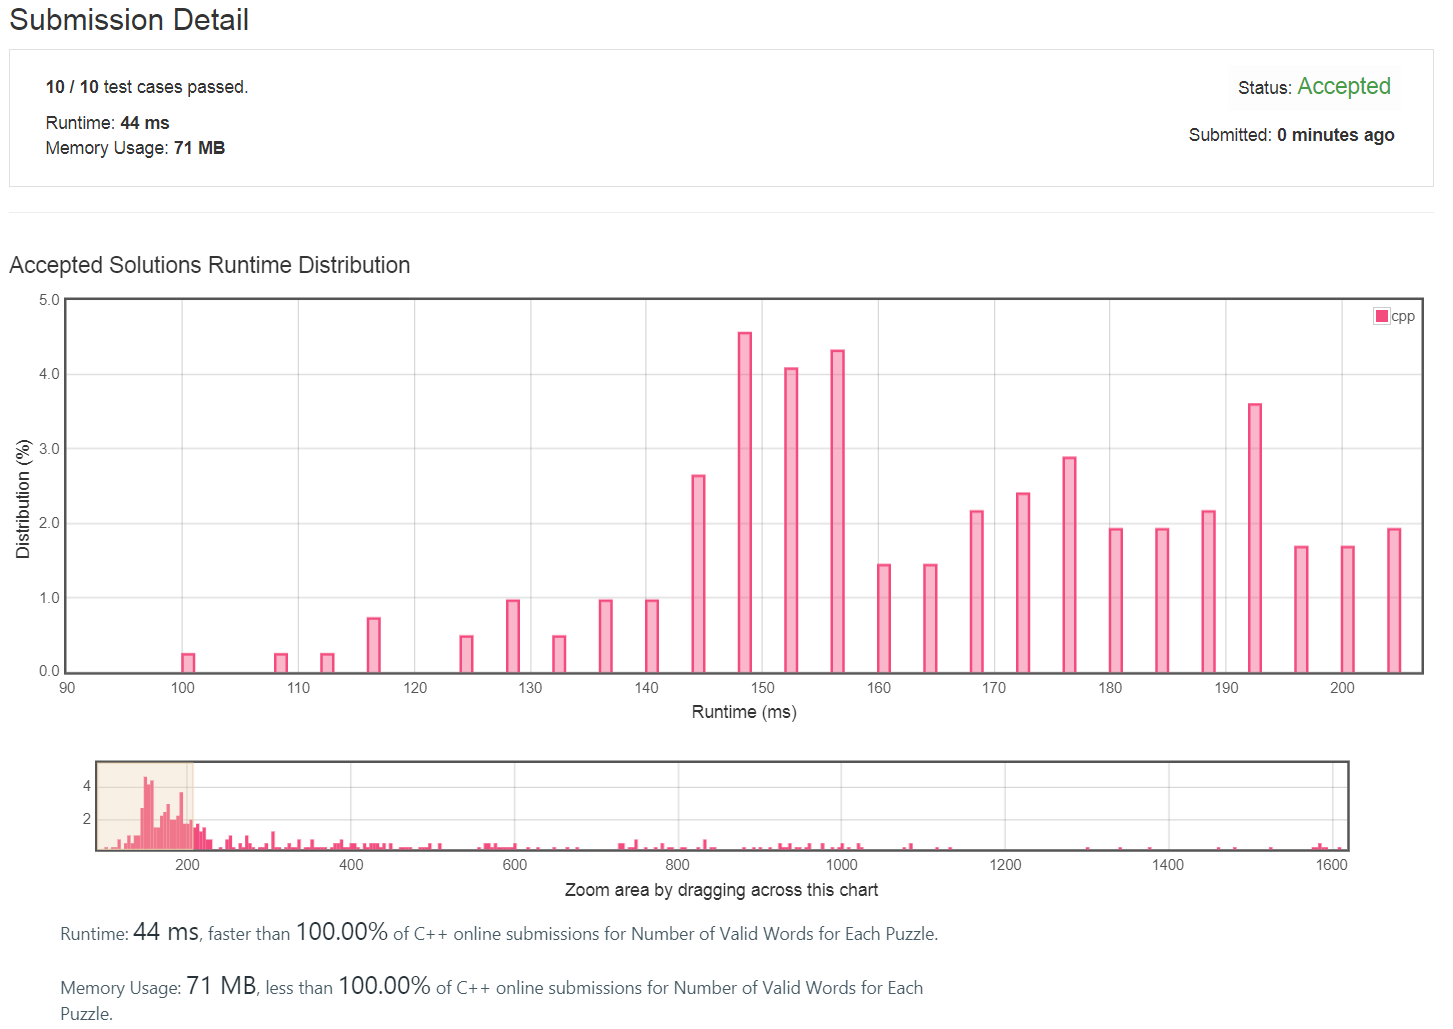 Submission Detail
10 / 10 test cases passed.
Status: Accepted
Runtime: 44 ms
Memory Usage: 71 MB
Submitted: 0 minutes ago
Accepted Solutions Runtime Distribution
cpp
5.0
4.0
3.0
2.0
1.0
0.0
Distribution (%)
90 100 110 120 130 140 150 160 170 180 190 200
Runtime (ms)
4
2
200 400 600 800 1000 1200 1400 1600
Zoom area by dragging across this chart
Runtime: 44 ms, faster than 100.00% of C++ online submissions for Number of Valid Words for Each Puzzle.
Memory Usage: 71 MB, less than 100.00% of C++ online submissions for Number of Valid Words for Each
Puzzle.